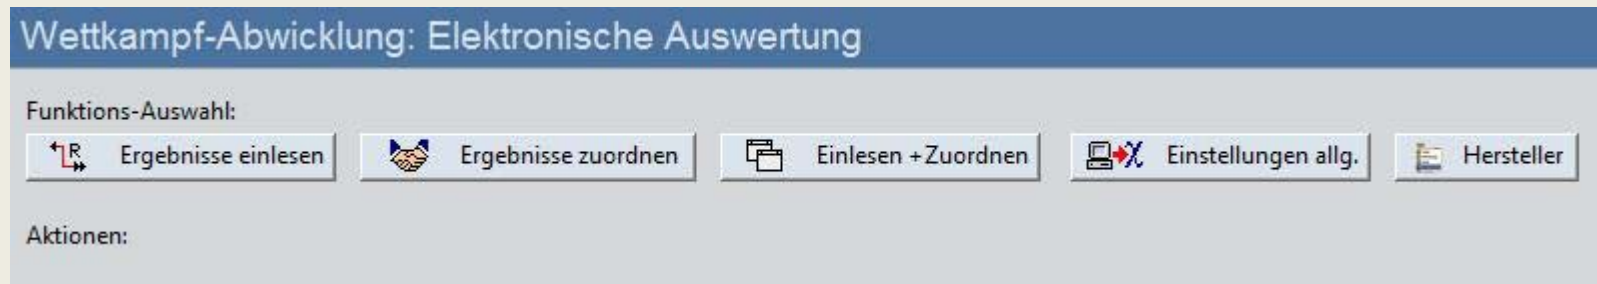 Wettkampf-Abwicklung: Elektronische Auswertung
Funktions-Auswahl:
R Ergebnisse einlesen Ergebnisse zuordnen Einlesen +Zuordnen Einstellungen allg. Hersteller
Aktionen: